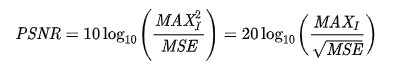 PSNR = 10 log₁₀ (MAX_I² / MSE) = 20 log₁₀ (MAX_I / √MSE)